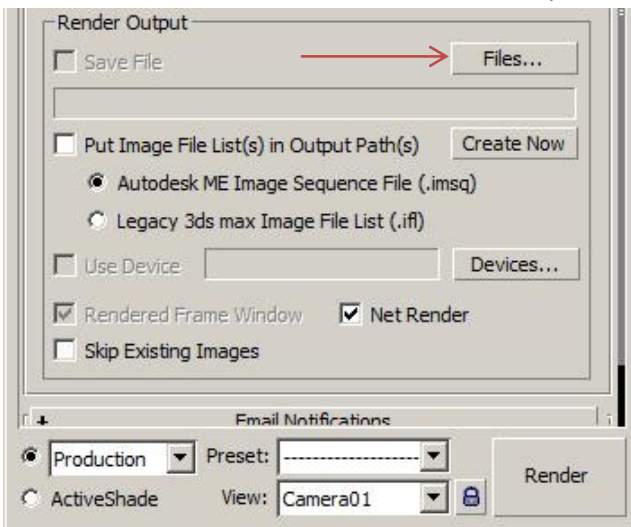 Render Output
Save File Files...
Put Image File List(s) in Output Path(s) Create Now
Autodesk ME Image Sequence File (.imsq)
Legacy 3ds max Image File List (.ifl)
Use Device Devices...
Rendered Frame Window Net Render
Skip Existing Images
+ Email Notifications
Production Preset: -------------------
ActiveShade View: Camera01 Render